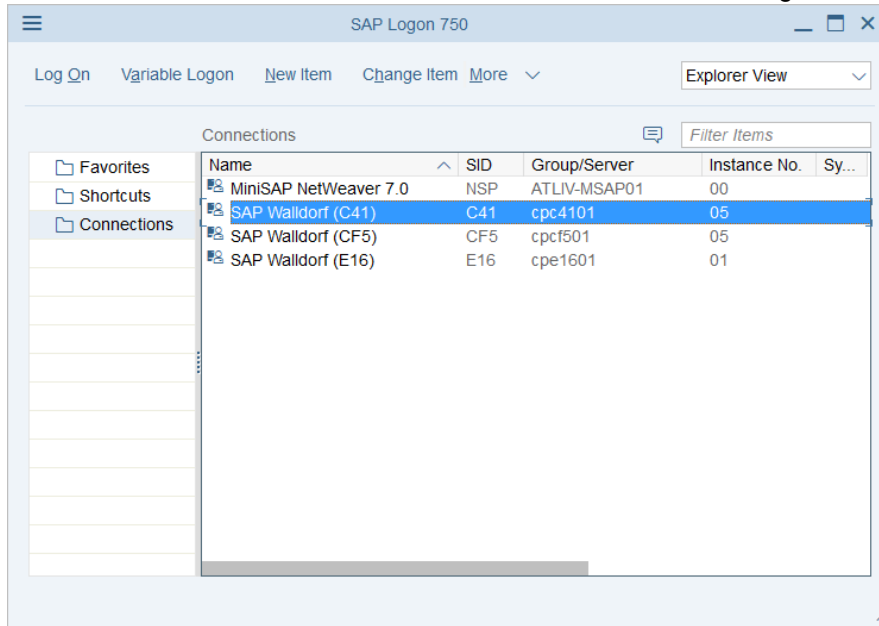 SAP Logon 750
Log On Variable Logon New Item Change Item More Explorer View
Connections Filter Items
Favorites
Shortcuts
Connections
Name SID Group/Server Instance No. Sy...
MiniSAP NetWeaver 7.0 NSP ATLIV-MSAP01 00
SAP Walldorf (C41) C41 cpc4101 05
SAP Walldorf (CF5) CF5 cpcf501 05
SAP Walldorf (E16) E16 cpe1601 01